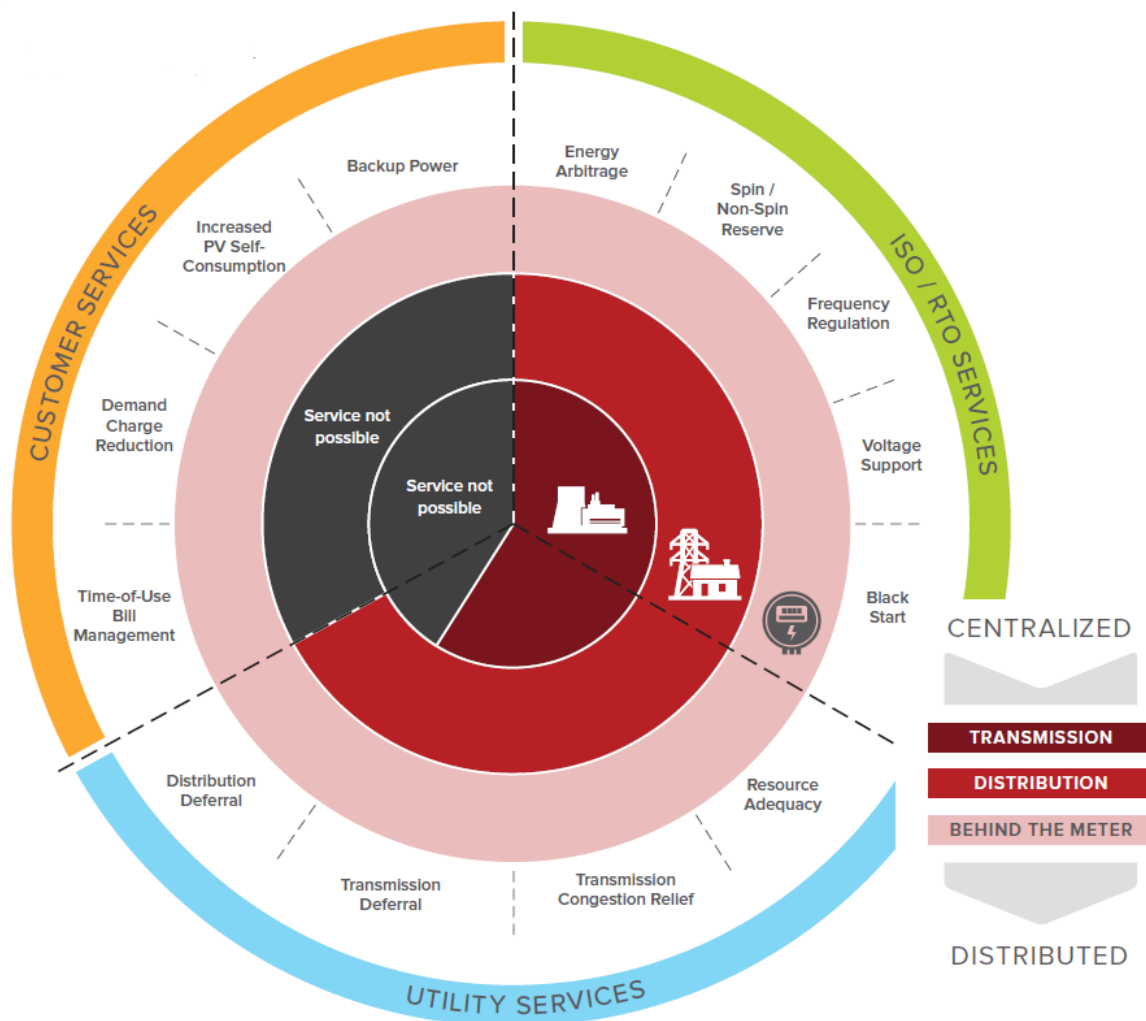 CUSTOMER SERVICES
ISO / RTO SERVICES
UTILITY SERVICES
Backup Power
Energy
Arbitrage
Spin /
Non-Spin
Reserve
Increased
PV Self-
Consumption
Frequency
Regulation
Demand
Charge
Reduction
Service not
possible
Service not
possible
Voltage
Support
Time-of-Use
Bill
Management
Black
Start
Distribution
Deferral
Resource
Adequacy
Transmission
Deferral
Transmission
Congestion Relief
CENTRALIZED
TRANSMISSION
DISTRIBUTION
BEHIND THE METER
DISTRIBUTED